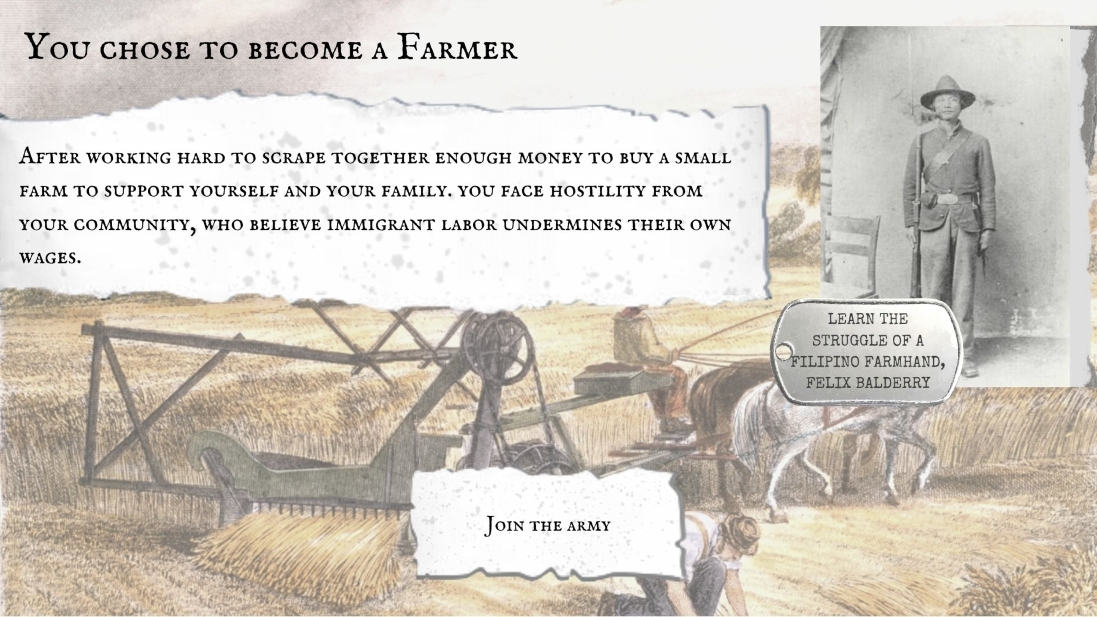 You chose to become a Farmer
After working hard to scrape together enough money to buy a small
farm to support yourself and your family. you face hostility from
your community, who believe immigrant labor undermines their own
wages.
LEARN THE
STRUGGLE OF A
FILIPINO FARMHAND,
FELIX BALDERRY
Join the army